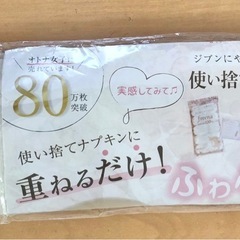 オトナ女子に
売れています!
80万枚
突破
実感してみて♫
ジブンにや
使い捨
使い捨てナプキンに
重ねるだけ!
ふわ